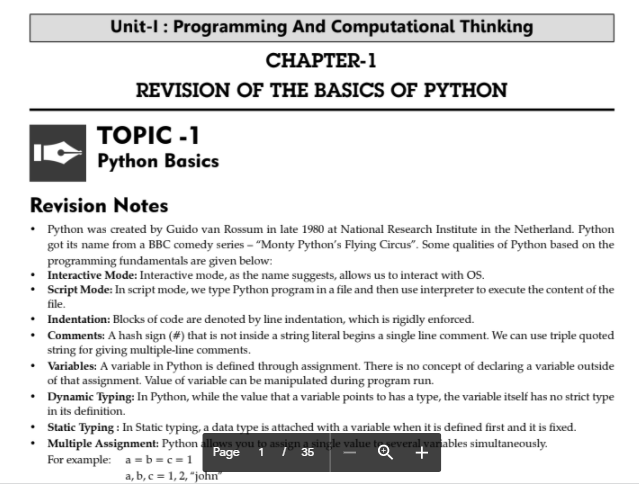 Unit-I : Programming And Computational Thinking
CHAPTER-1
REVISION OF THE BASICS OF PYTHON
TOPIC -1
Python Basics
Revision Notes
• Python was created by Guido van Rossum in late 1980 at National Research Institute in the Netherland. Python
got its name from a BBC comedy series – “Monty Python’s Flying Circus”. Some qualities of Python based on the
programming fundamentals are given below:
• Interactive Mode: Interactive mode, as the name suggests, allows us to interact with OS.
• Script Mode: In script mode, we type Python program in a file and then use interpreter to execute the content of the
file.
• Indentation: Blocks of code are denoted by line indentation, which is rigidly enforced.
• Comments: A hash sign (#) that is not inside a string literal begins a single line comment. We can use triple quoted
string for giving multiple-line comments.
• Variables: A variable in Python is defined through assignment. There is no concept of declaring a variable outside
of that assignment. Value of variable can be manipulated during program run.
• Dynamic Typing: In Python, while the value that a variable points to has a type, the variable itself has no strict type
in its definition.
• Static Typing : In Static typing, a data type is attached with a variable when it is defined first and it is fixed.
• Multiple Assignment: Python allows you to assign a single value to several variables simultaneously.
For example: a = b = c = 1
a, b, c = 1, 2, “john”
Page 1 / 35